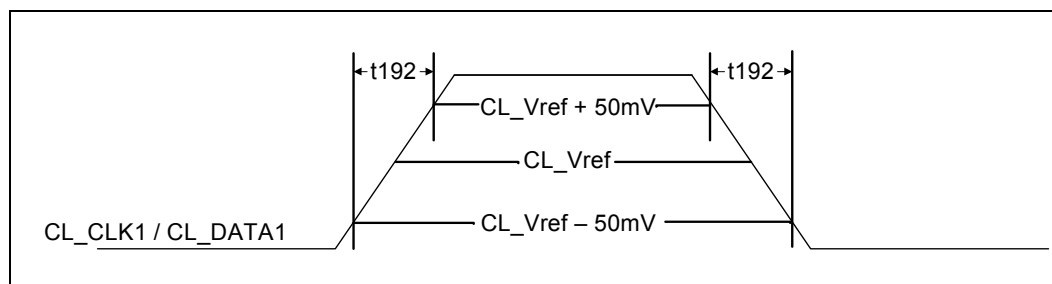 t192
t192
CL_Vref + 50mV
CL_Vref
CL_Vref – 50mV
CL_CLK1 / CL_DATA1